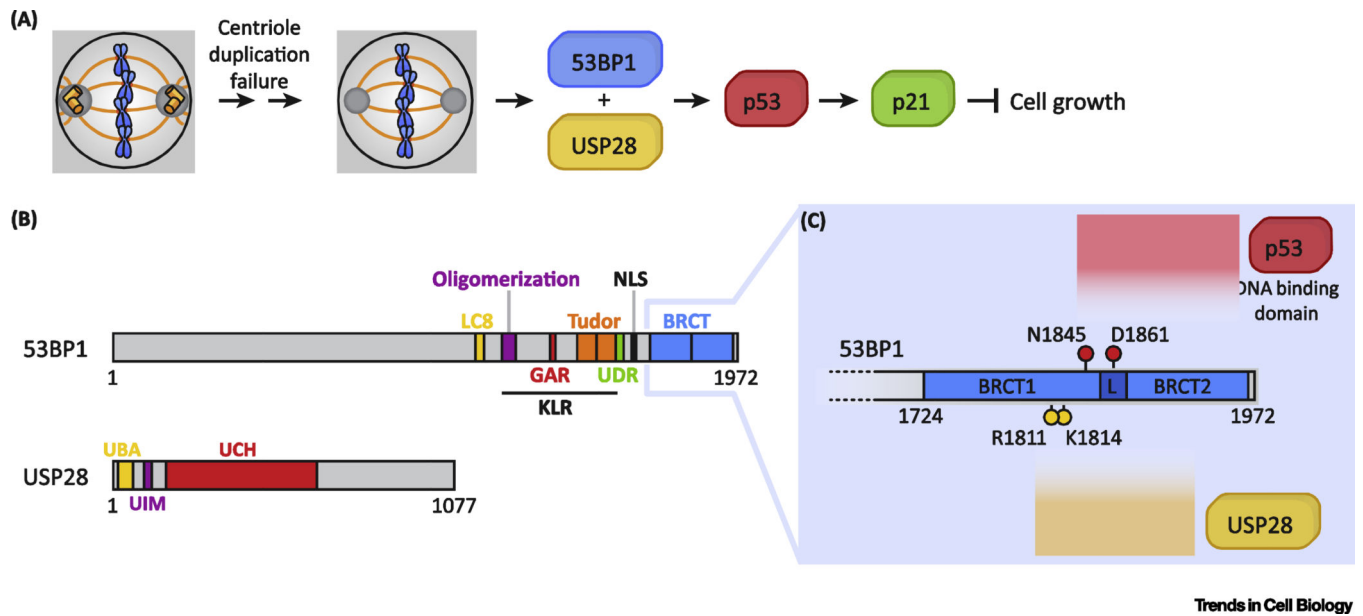 (A)
Centriole
duplication
failure
53BP1
+
USP28
p53
p21
Cell growth
(B)
Oligomerization
NLS
LC8
Tudor
BRCT
53BP1
1
GAR
UDR
1972
KLR
UBA
UCH
USP28
1
UIM
1077
(C)
p53
DNA binding
domain
N1845
D1861
53BP1
BRCT1
L
BRCT2
1724
1972
R1811
K1814
USP28
Trends in Cell Biology